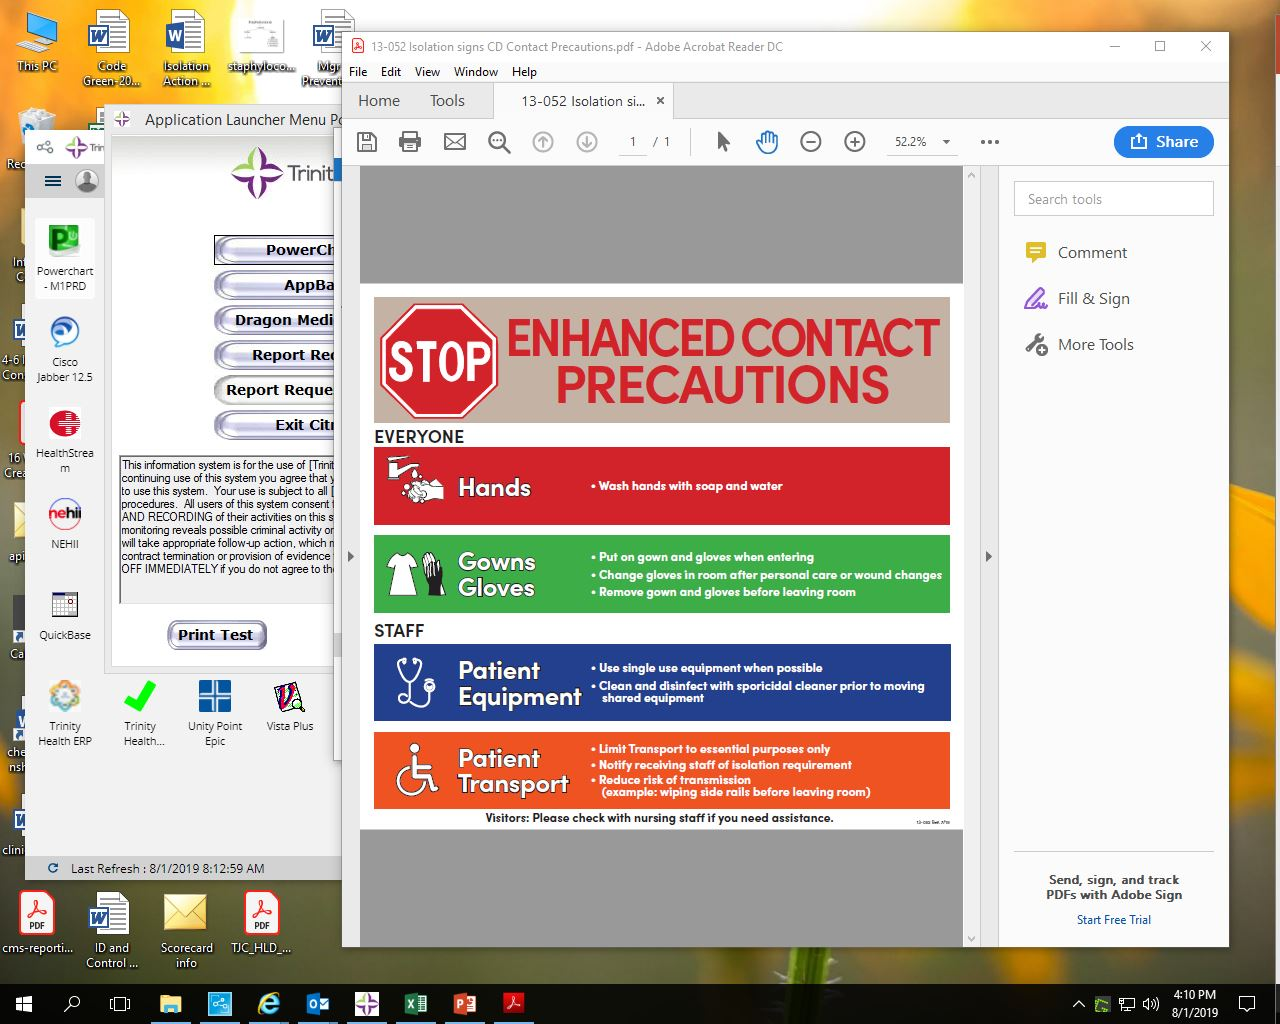 This PC
Code
Green-20...
Isolation
Action ...
staphyloco...
Mgr
Prevent
13-052 Isolation signs CD Contact Precautions.pdf - Adobe Acrobat Reader DC
File Edit View Window Help
Home Tools 13-052 Isolation si...
1 / 1
52.2%
Share
Application Launcher Menu
Trinit
PowerCh
AppBa
Dragon Medi
Report Re
Report Reque
Exit Cit
This information system is for the use of [Trinit
continuing use of this system you agree that
to use this system. Your use is subject to all [
procedures. All users of this system consent
AND RECORDING of their activities on this
monitoring reveals possible criminal activity or
will take appropriate follow-up action, which
contract termination or provision of evidence
OFF IMMEDIATELY if you do not agree to the
Print Test
Powerchart
- M1PRD
Cisco
Jabber 12.5
HealthStrea
m
nehii
NEHII
QuickBase
Trinity
Health ERP
Trinity
Health...
Unity Point
Epic
Vista Plus
Last Refresh : 8/1/2019 8:12:59 AM
STOP
ENHANCED CONTACT
PRECAUTIONS
EVERYONE
Hands
• Wash hands with soap and water
Gowns
Gloves
• Put on gown and gloves when entering
• Change gloves in room after personal care or wound changes
• Remove gown and gloves before leaving room
STAFF
Patient
Equipment
• Use single use equipment when possible
• Clean and disinfect with sporicidal cleaner prior to moving
shared equipment
Patient
Transport
• Limit Transport to essential purposes only
• Notify receiving staff of isolation requirement
• Reduce risk of transmission
(example: wiping side rails before leaving room)
Visitors: Please check with nursing staff if you need assistance.
Search tools
Comment
Fill & Sign
More Tools
Send, sign, and track
PDFs with Adobe Sign
Start Free Trial
cms-reporti...
ID and
Control ...
Scorecard
info
TJC_HLD_...
4:10 PM
8/1/2019